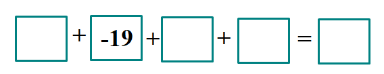 + -19 + + =